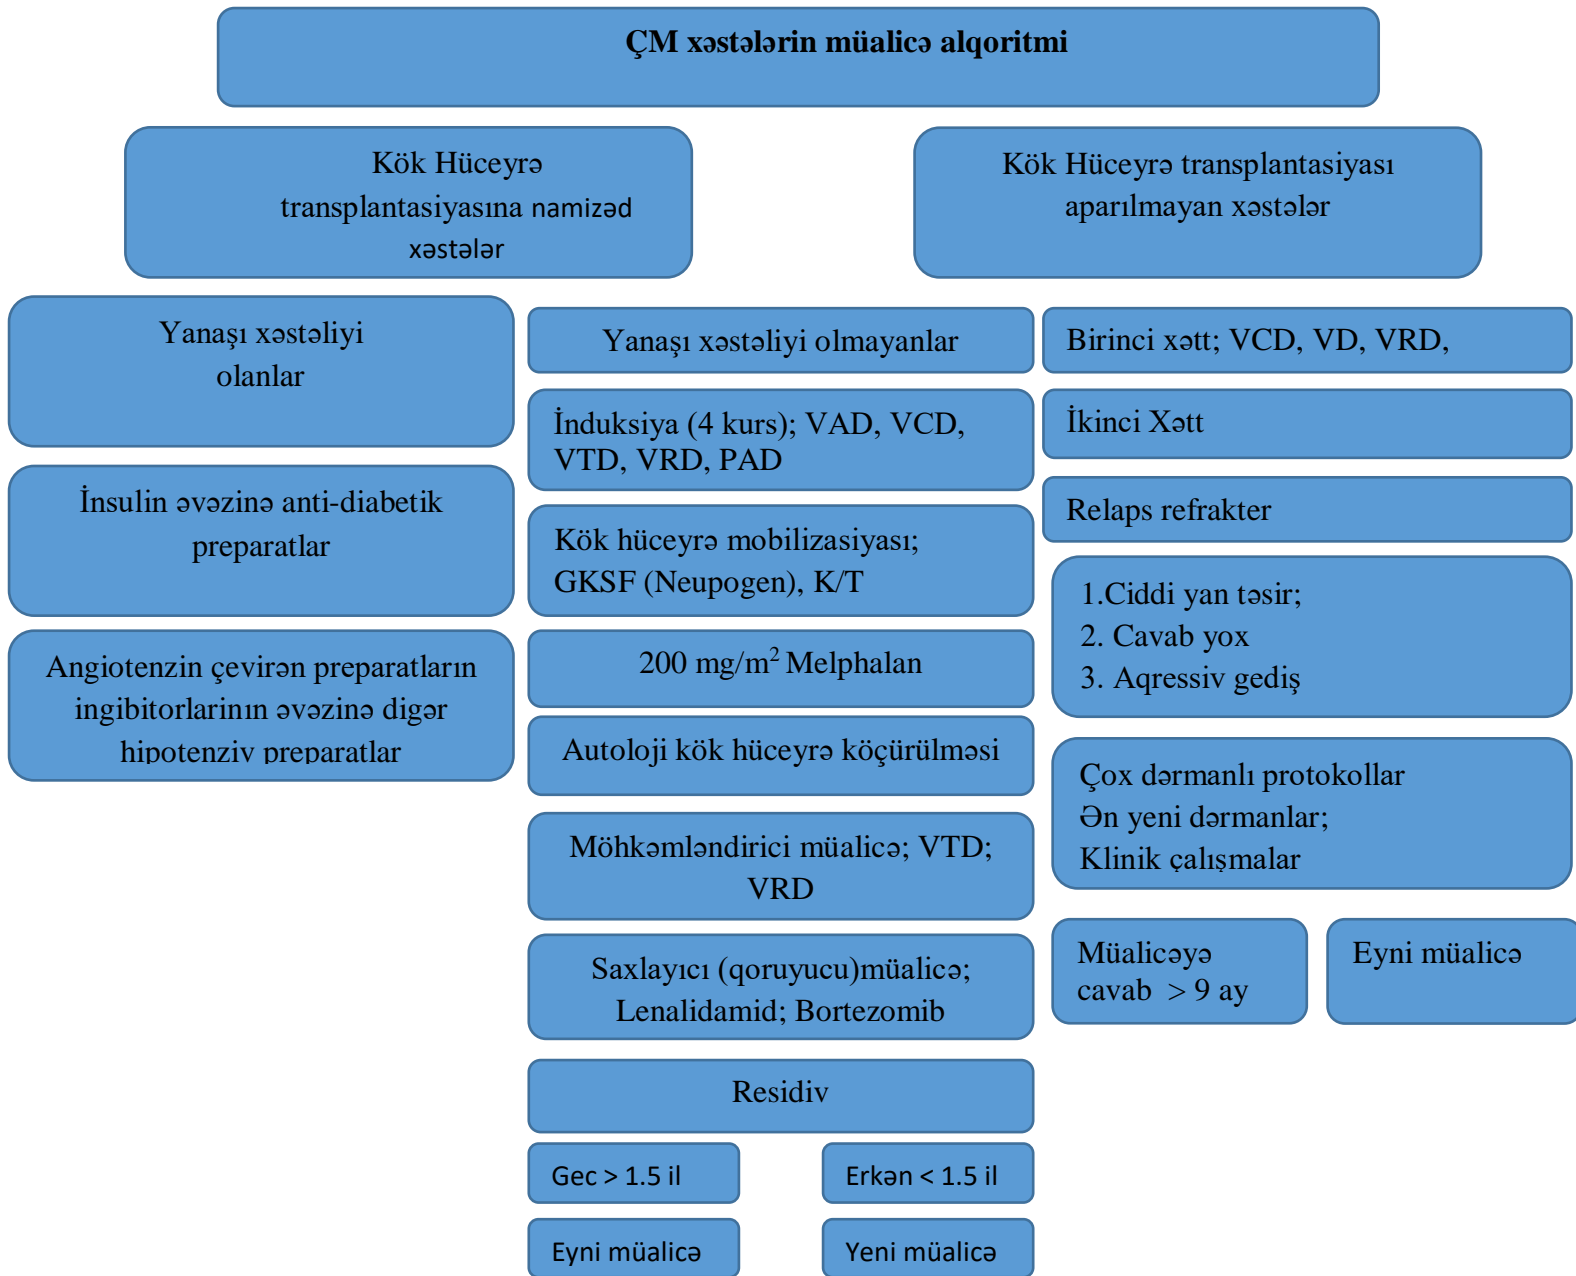 ÇM xəstələrin müalicə alqoritmi
Kök Hüceyrə
transplantasiyasına namizəd
xəstələr
Kök Hüceyrə transplantasiyası
aparılmayan xəstələr
Yanaşı xəstəliyi
olanlar
İnsulin əvəzinə anti-diabetik
preparatlar
Angiotenzin çevirən preparatların
ingibitorlarının əvəzinə digər
hipotenziv preparatlar
Yanaşı xəstəliyi olmayanlar
İnduksiya (4 kurs); VAD, VCD,
VTD, VRD, PAD
Kök hüceyrə mobilizasiyası;
GKSF (Neupogen), K/T
200 mg/m² Melphalan
Autoloji kök hüceyrə köçürülməsi
Möhkəmləndirici müalicə; VTD;
VRD
Saxlayıcı (qoruyucu)müalicə;
Lenalidamid; Bortezomib
Residiv
Gec > 1.5 il
Erkən < 1.5 il
Eyni müalicə
Yeni müalicə
Birinci xətt; VCD, VD, VRD,
İkinci Xətt
Relaps refrakter
1.Ciddi yan təsir;
2. Cavab yox
3. Aqressiv gediş
Çox dərmanlı protokollar
Ən yeni dərmanlar;
Klinik çalışmalar
Müalicəyə
cavab > 9 ay
Eyni müalicə